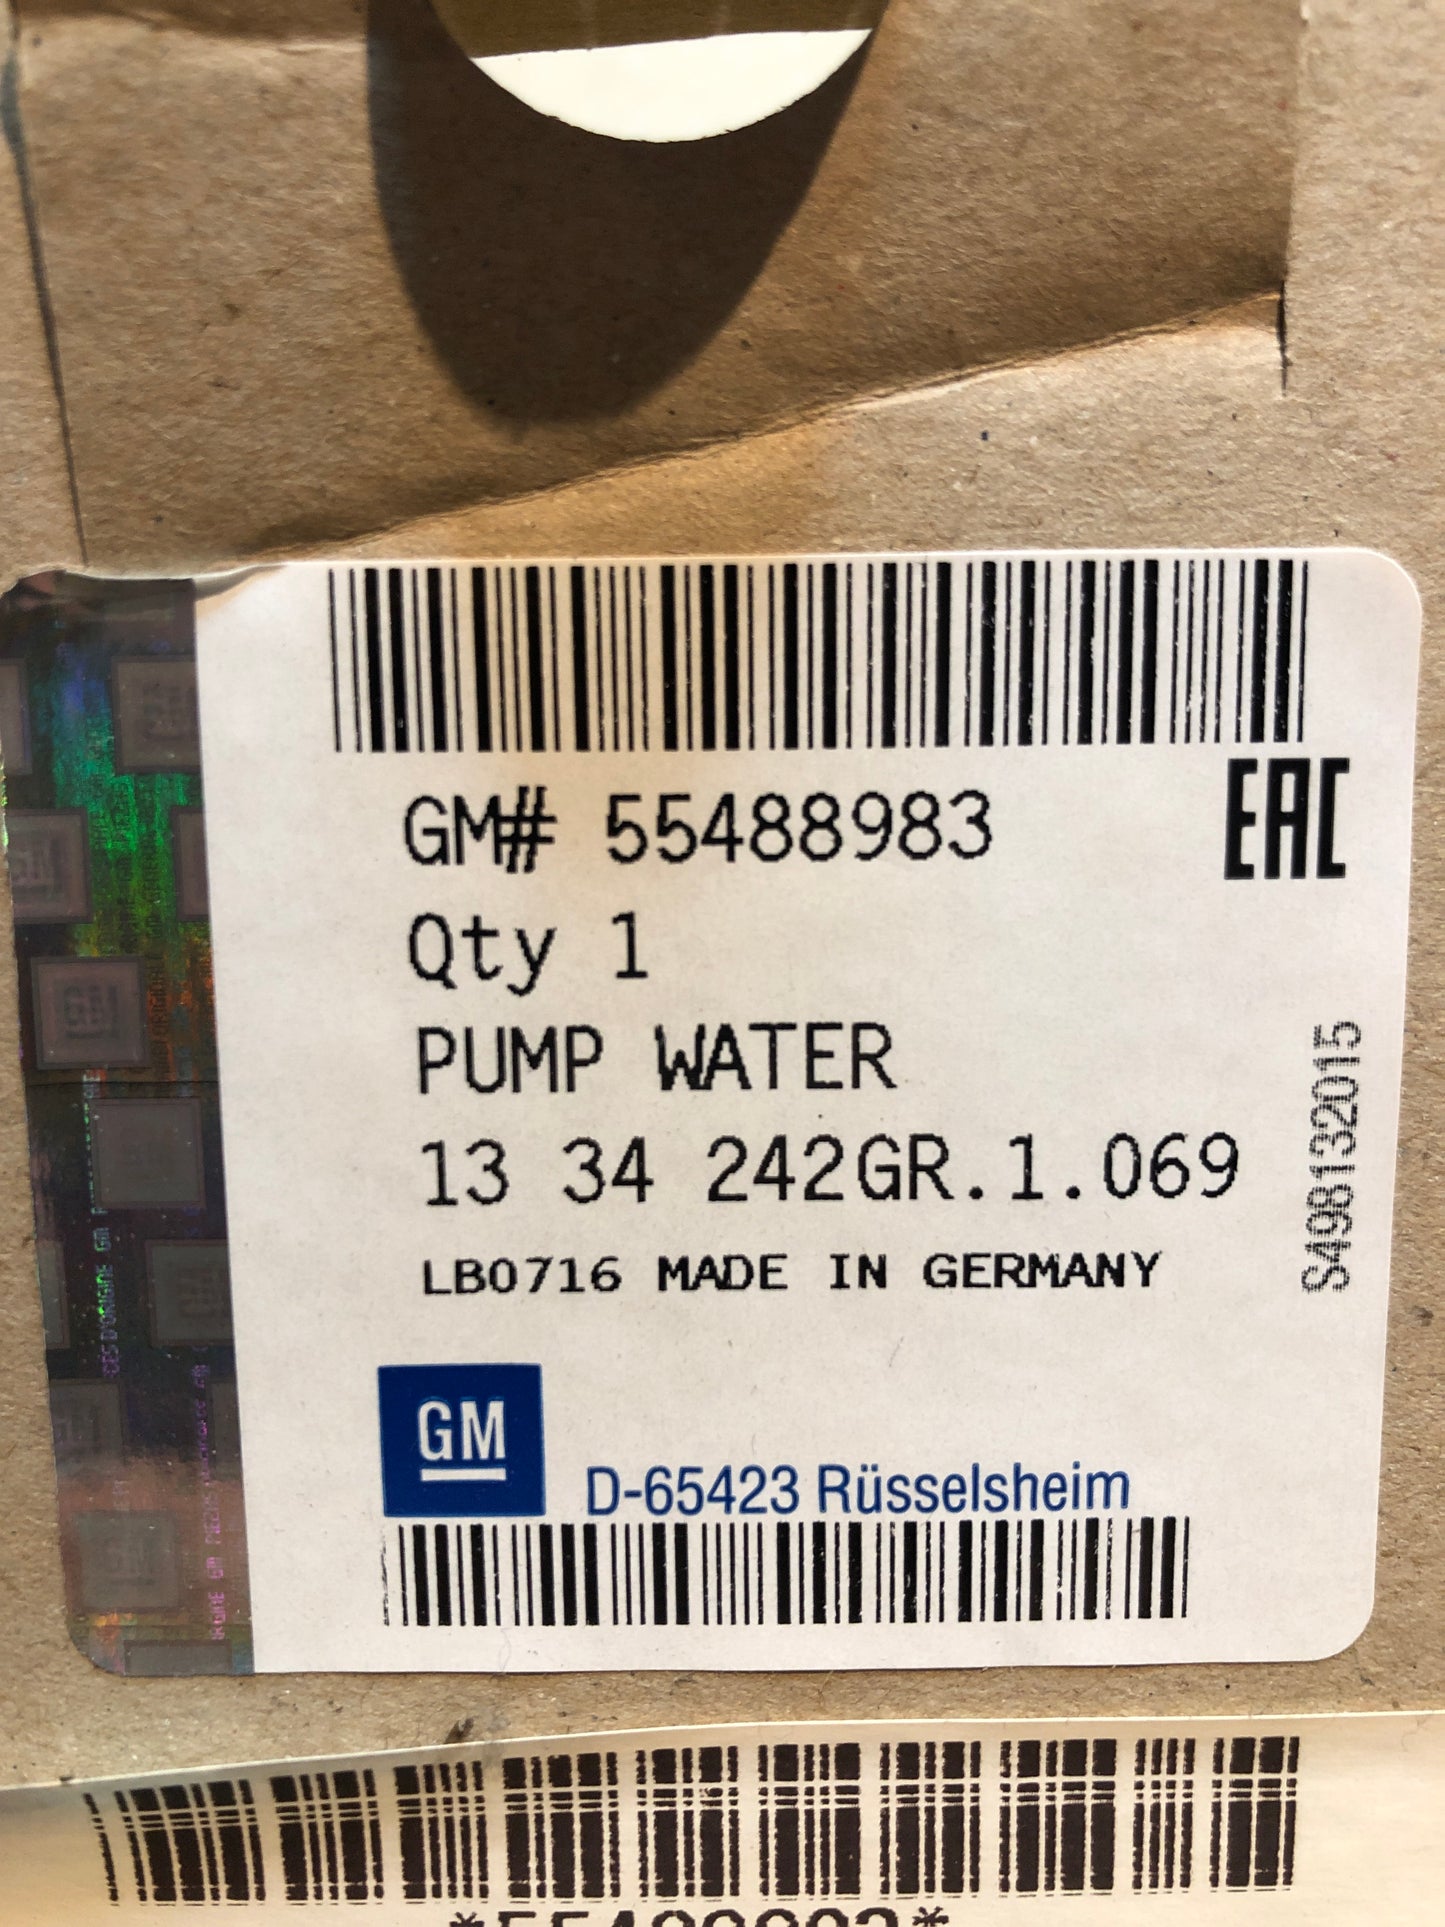 GM# 55488983
EAC
Qty 1
PUMP WATER
13 34 242GR.1.069
LB0716 MADE IN GERMANY
S498132015
GM
D-65423 Rüsselsheim